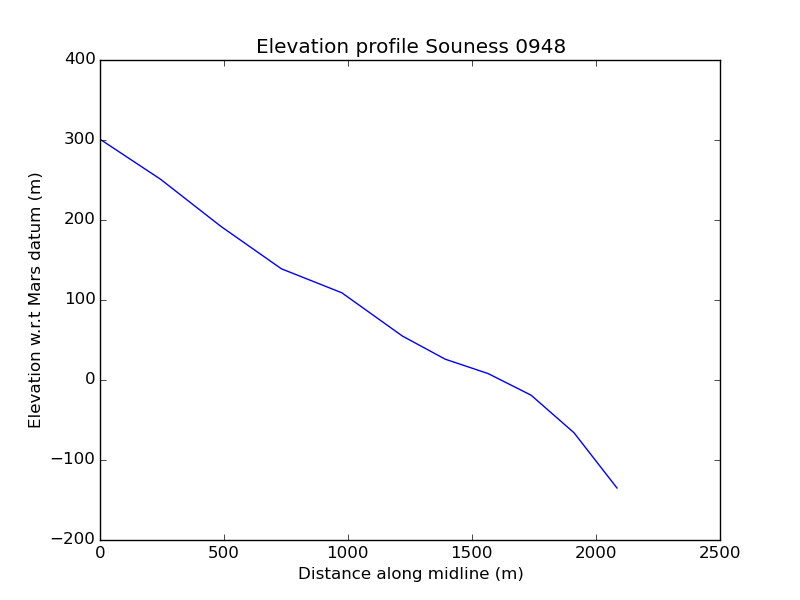 Elevation profile Souness 0948
400
300
200
100
0
−100
−200
Elevation w.r.t Mars datum (m)
0 500 1000 1500 2000 2500
Distance along midline (m)